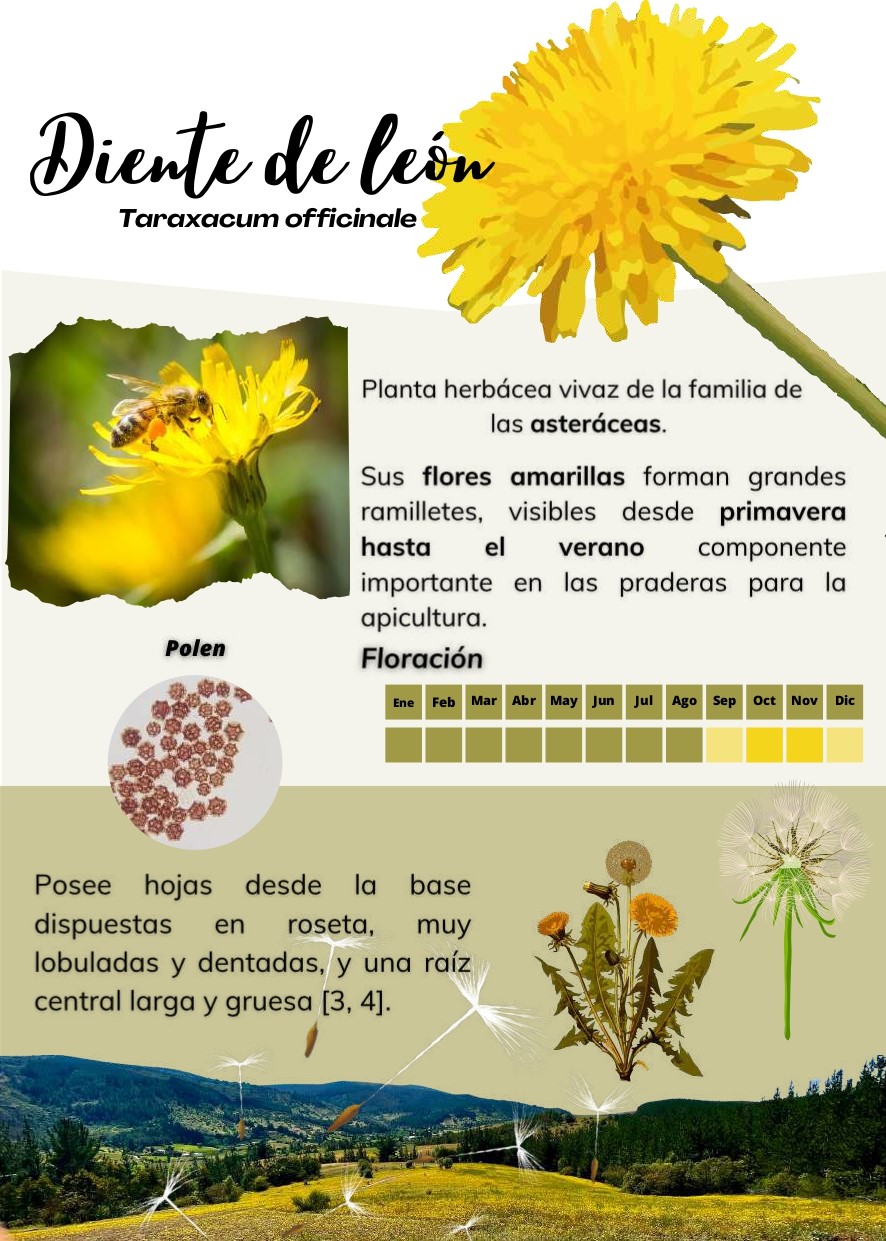 Diente de león
Taraxacum officinale
Planta herbácea vivaz de la familia de
las asteráceas.
Sus flores amarillas forman grandes
ramilletes, visibles desde primavera
hasta el verano componente
importante en las praderas para la
apicultura.
Polen
Floración
Ene Feb Mar Abr May Jun Jul Ago Sep Oct Nov Dic
Posee hojas desde la base
dispuestas en roseta, muy
lobuladas y dentadas, y una raíz
central larga y gruesa [3, 4].